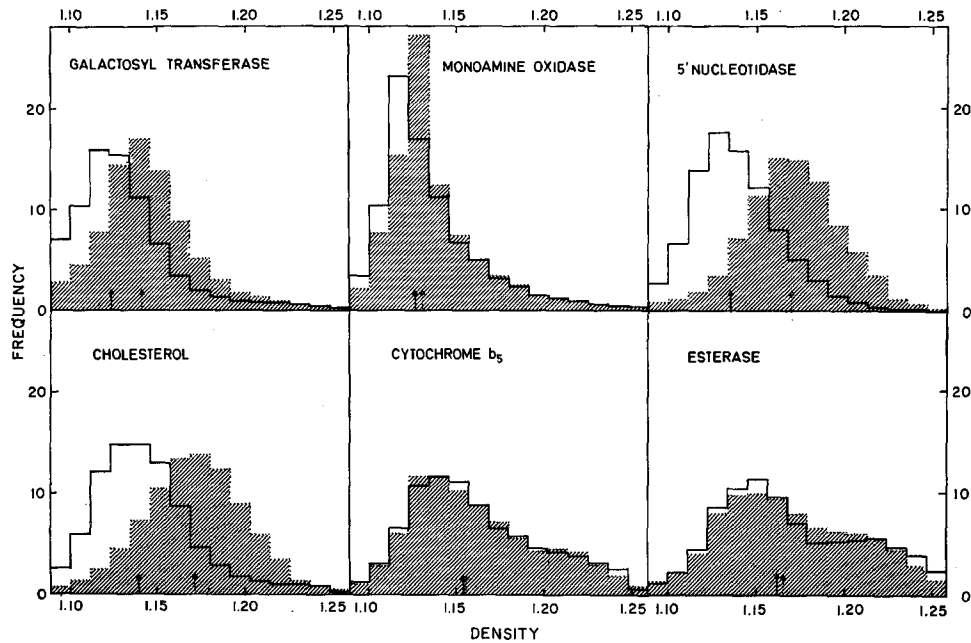 1.10 1.15 1.20 1.25 1.10 1.15 1.20 1.25 1.10 1.15 1.20 1.25
GALACTOSYL TRANSFERASE
MONOAMINE OXIDASE
5' NUCLEOTIDASE
20 20
10 10
0 0
FREQUENCY
CHOLESTEROL
CYTOCHROME b5
ESTERASE
20 20
10 10
0 0
1.10 1.15 1.20 1.25 1.10 1.15 1.20 1.25 1.10 1.15 1.20 1.25
DENSITY